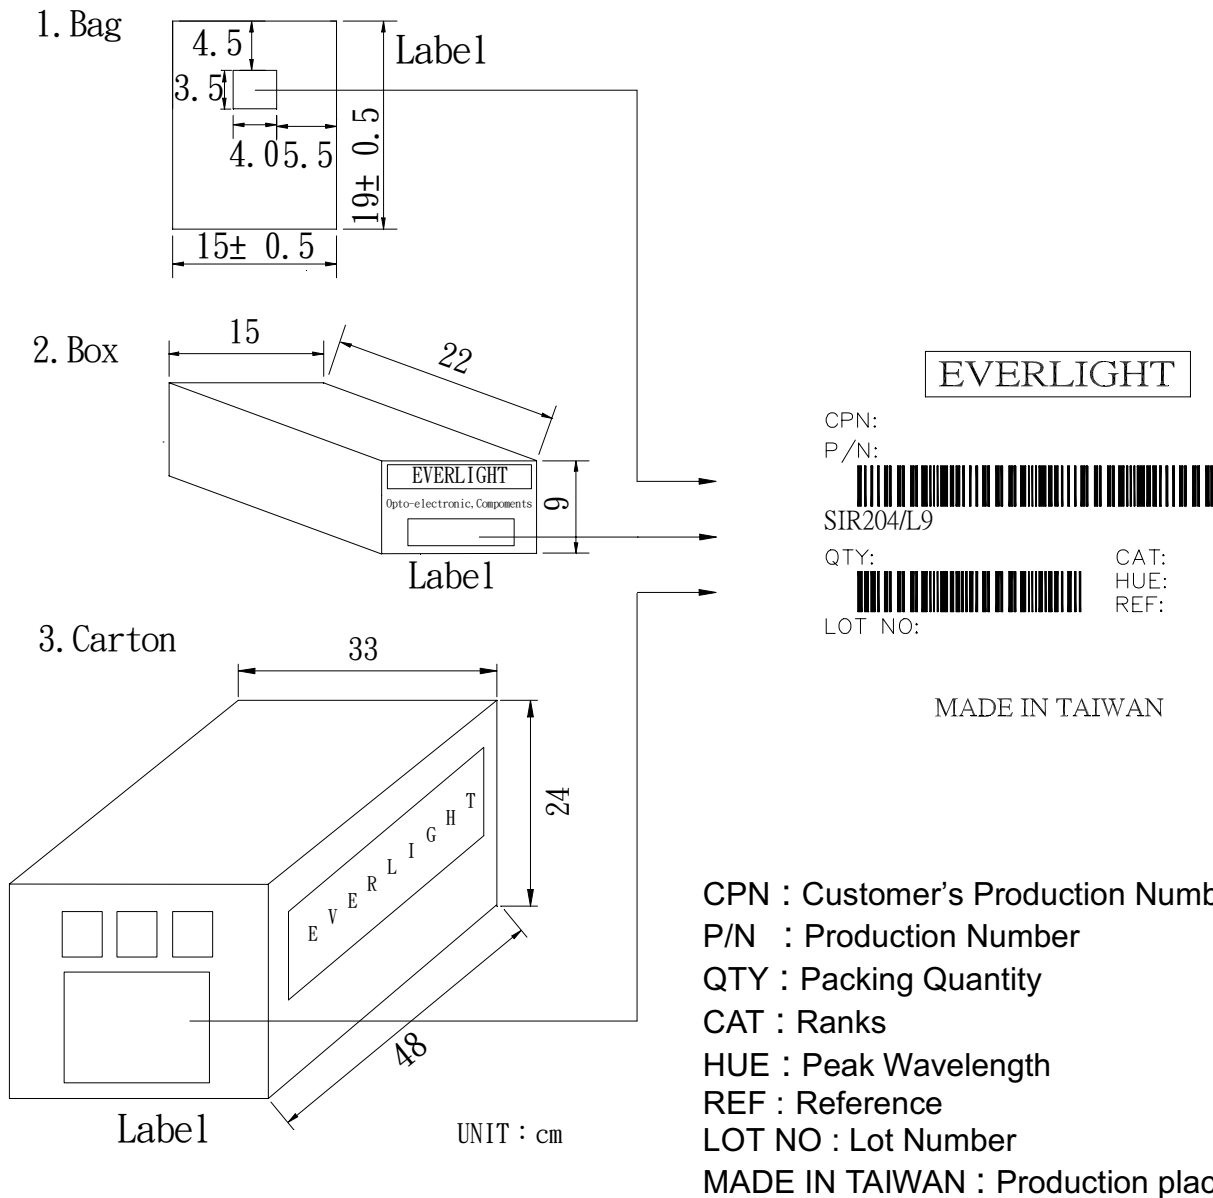 1. Bag
4.5
Label
3.5
4.0 5.5
19± 0.5
15± 0.5
2. Box
15
22
EVERLIGHT
Opto-electronic, Compoments
9
Label
3. Carton
33
24
EVERLIGHT
48
Label
UNIT：cm
EVERLIGHT
CPN:
P/N:
SIR204/L9
QTY:
CAT:
HUE:
REF:
LOT NO:
MADE IN TAIWAN
CPN：Customer’s Production Numb
P/N ：Production Number
QTY：Packing Quantity
CAT：Ranks
HUE：Peak Wavelength
REF : Reference
LOT NO : Lot Number
MADE IN TAIWAN：Production plac